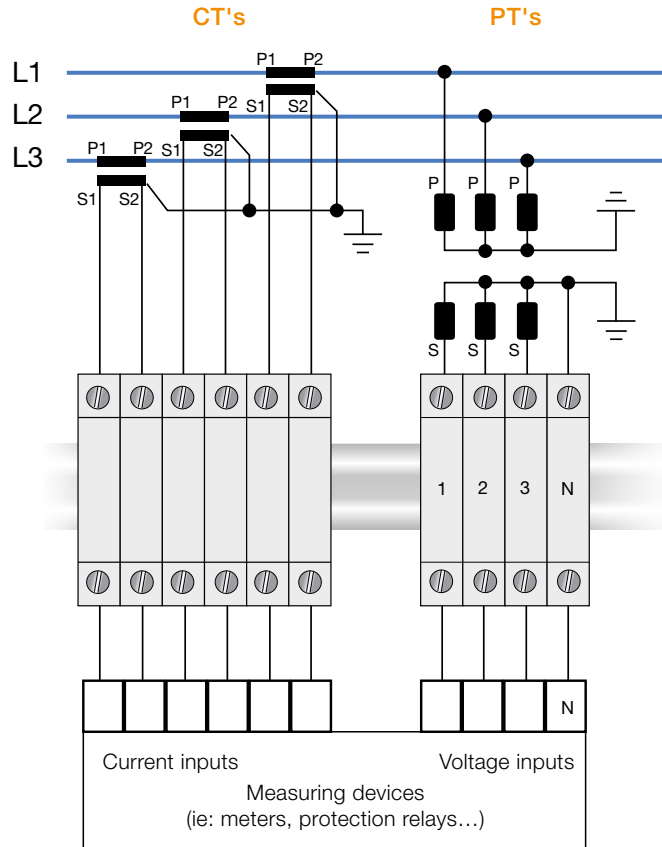 CT's PT's
P1 P2
L1
S1 S2
P1 P2
L2
P1 P2 S1 S2
L3
S1 S2
P P P
S S S
1 2 3 N
N
Current inputs Voltage inputs
Measuring devices
(ie: meters, protection relays…)